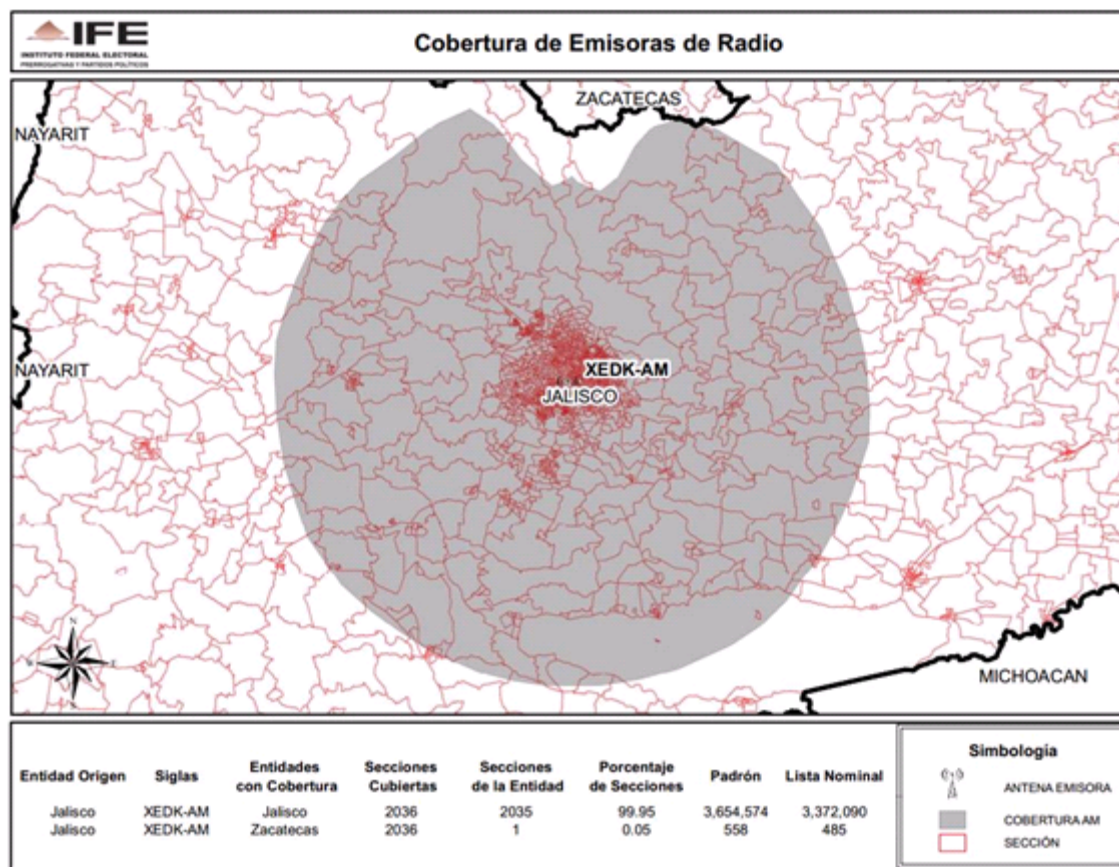 IFE
INSTITUTO FEDERAL ELECTORAL
PRERROGATIVAS Y PARTIDOS POLÍTICOS
Cobertura de Emisoras de Radio
ZACATECAS
NAYARIT
XEDK-AM
NAYARIT
JALISCO
N
W E
S
MICHOACAN
Entidad Origen Siglas Entidades con Cobertura Secciones Cubiertas Secciones de la Entidad Porcentaje de Secciones Padrón Lista Nominal
Jalisco XEDK-AM Jalisco 2036 2035 99.95 3,654,574 3,372,090
Jalisco XEDK-AM Zacatecas 2036 1 0.05 558 485
Simbología
ANTENA EMISORA
COBERTURA AM
SECCIÓN